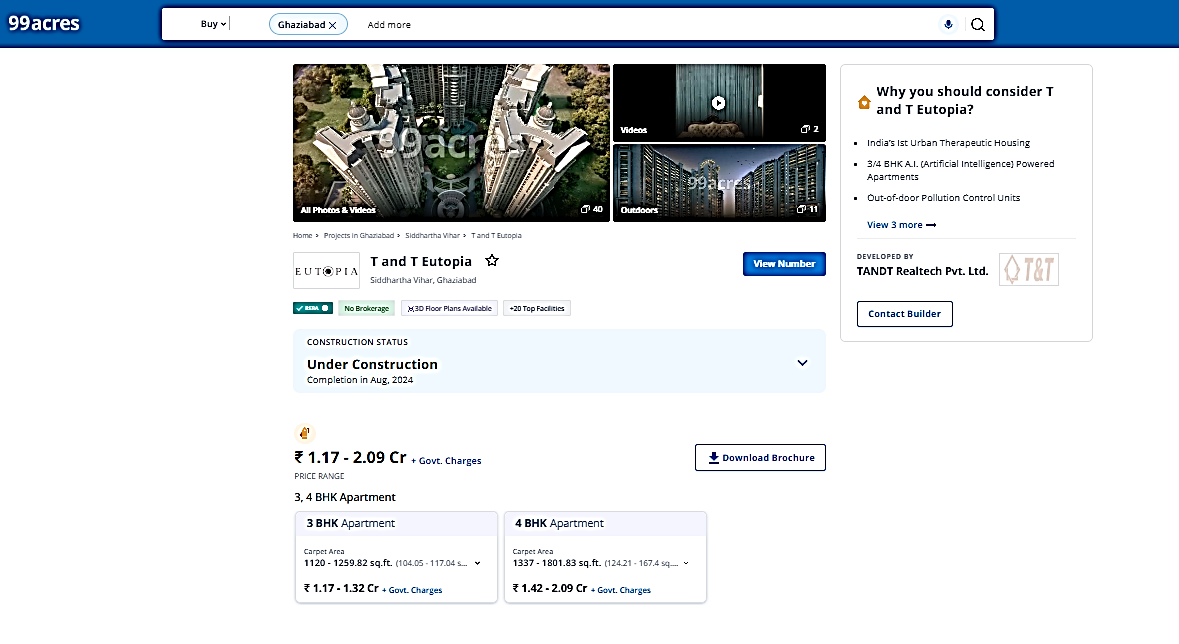 99acres
Buy
Ghaziabad
Add more
99acres
All Photos & Videos
40
Videos
2
99acres
Outdoors
11
Why you should consider T
and T Eutopia?
India's Ist Urban Therapeutic Housing
3/4 BHK A.I. (Artificial Intelligence) Powered
Apartments
Out-of-door Pollution Control Units
View 3 more
DEVELOPED BY
TANDT Realtech Pvt. Ltd.
T&T
Contact Builder
Home > Projects in Ghaziabad > Siddhartha Vihar > T and T Eutopia
EUTOPIA
T and T Eutopia
Siddhartha Vihar, Ghaziabad
View Number
RERA
No Brokerage
3D Floor Plans Available
+20 Top Facilities
CONSTRUCTION STATUS
Under Construction
Completion in Aug, 2024
₹ 1.17 - 2.09 Cr + Govt. Charges
PRICE RANGE
Download Brochure
3, 4 BHK Apartment
3 BHK Apartment
Carpet Area
1120 - 1259.82 sq.ft. (104.05 - 117.04 s...
₹ 1.17 - 1.32 Cr + Govt. Charges
4 BHK Apartment
Carpet Area
1337 - 1801.83 sq.ft. (124.21 - 167.4 sq....
₹ 1.42 - 2.09 Cr + Govt. Charges